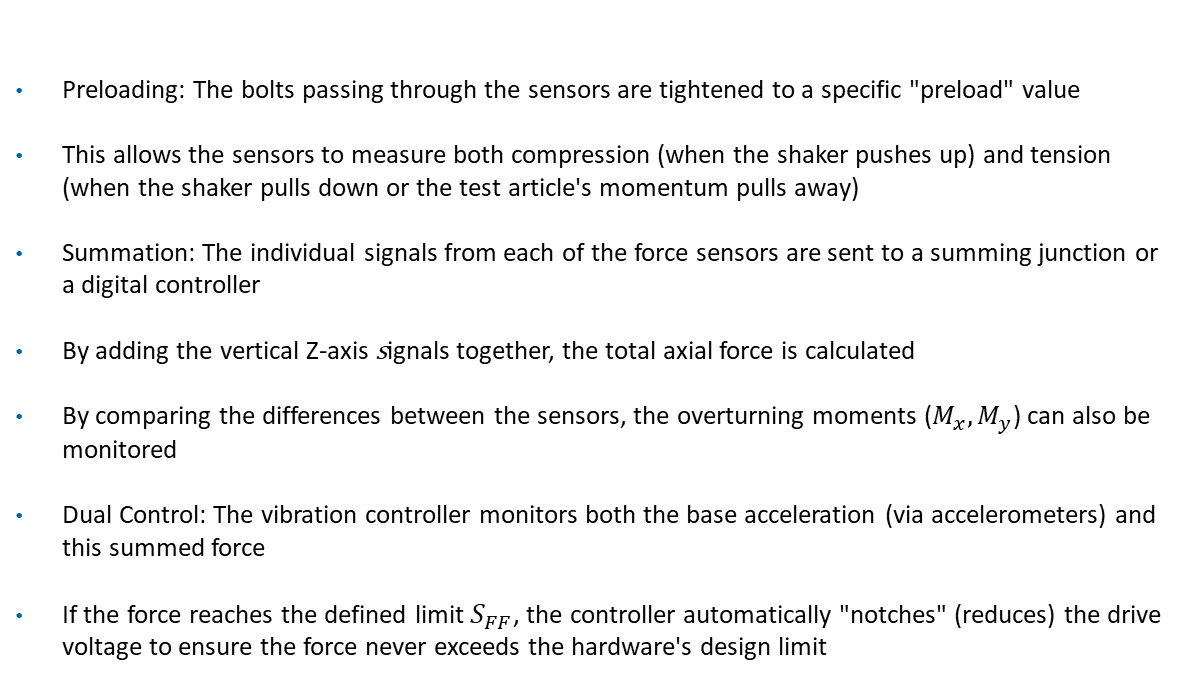 • Preloading: The bolts passing through the sensors are tightened to a specific "preload" value
• This allows the sensors to measure both compression (when the shaker pushes up) and tension
(when the shaker pulls down or the test article's momentum pulls away)
• Summation: The individual signals from each of the force sensors are sent to a summing junction or
a digital controller
• By adding the vertical Z-axis signals together, the total axial force is calculated
• By comparing the differences between the sensors, the overturning moments (M_x, M_y) can also be
monitored
• Dual Control: The vibration controller monitors both the base acceleration (via accelerometers) and
this summed force
• If the force reaches the defined limit S_FF, the controller automatically "notches" (reduces) the drive
voltage to ensure the force never exceeds the hardware's design limit